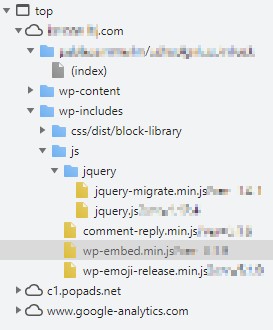 top
.com
(index)
wp-content
wp-includes
css/dist/block-library
js
jquery
jquery-migrate.min.js
jquery.js
comment-reply.min.js
wp-embed.min.js
wp-emoji-release.min.js
c1.popads.net
www.google-analytics.com